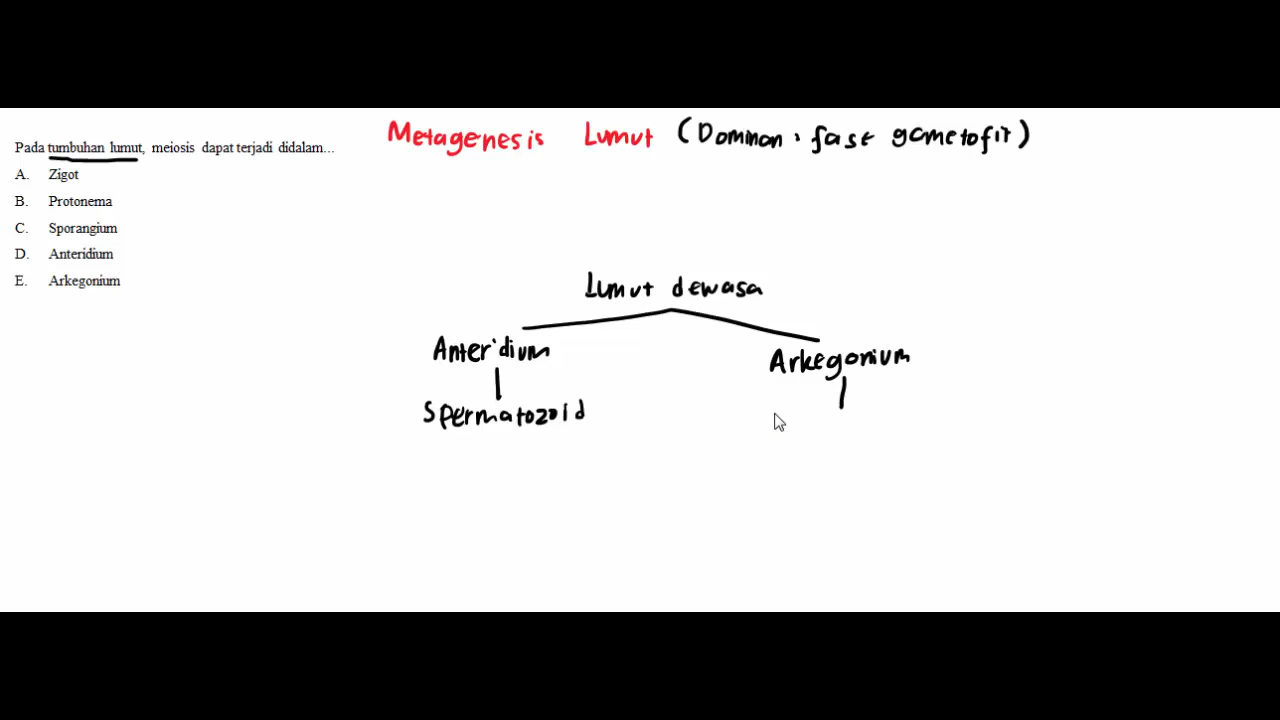 Metagenesis Lumut (Dominan : fase gametofit)
Pada tumbuhan lumut, meiosis dapat terjadi didalam...
A. Zigot
B. Protonema
C. Sporangium
D. Anteridium
E. Arkegonium
Lumut dewasa
Anteridium Arkegonium
Spermatozoid